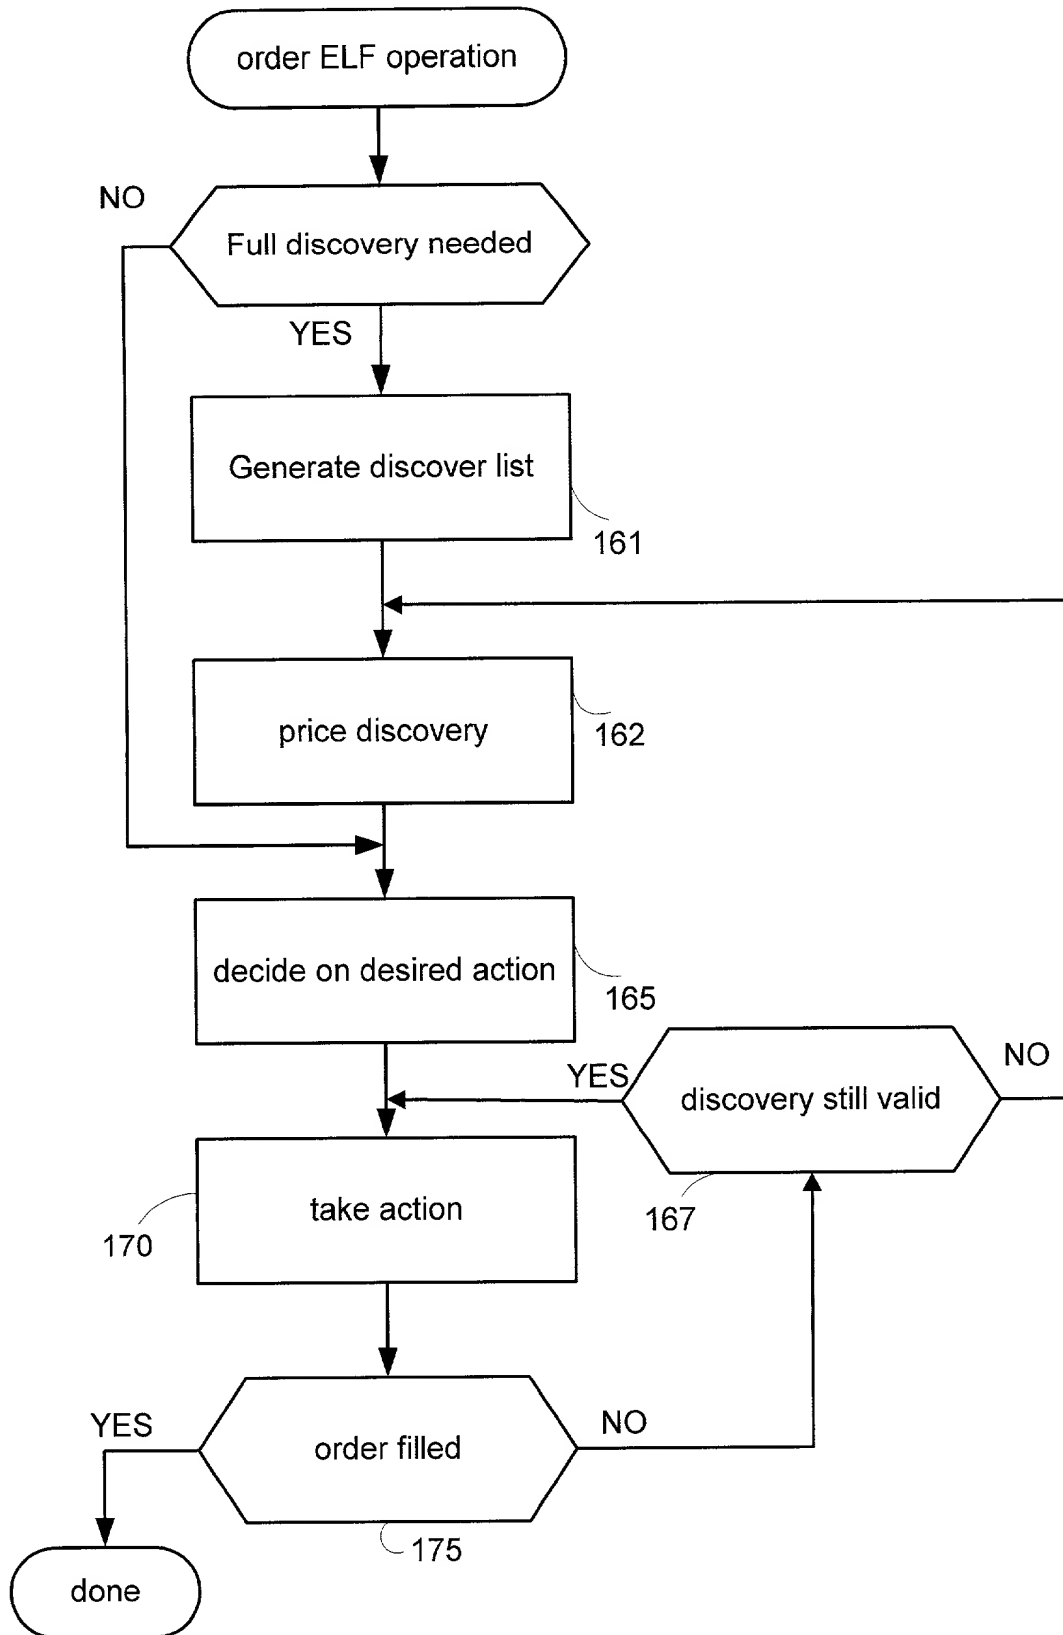 order ELF operation
NO
Full discovery needed
YES
Generate discover list
161
price discovery
162
decide on desired action
165
YES
discovery still valid
NO
167
take action
170
order filled
YES
NO
175
done